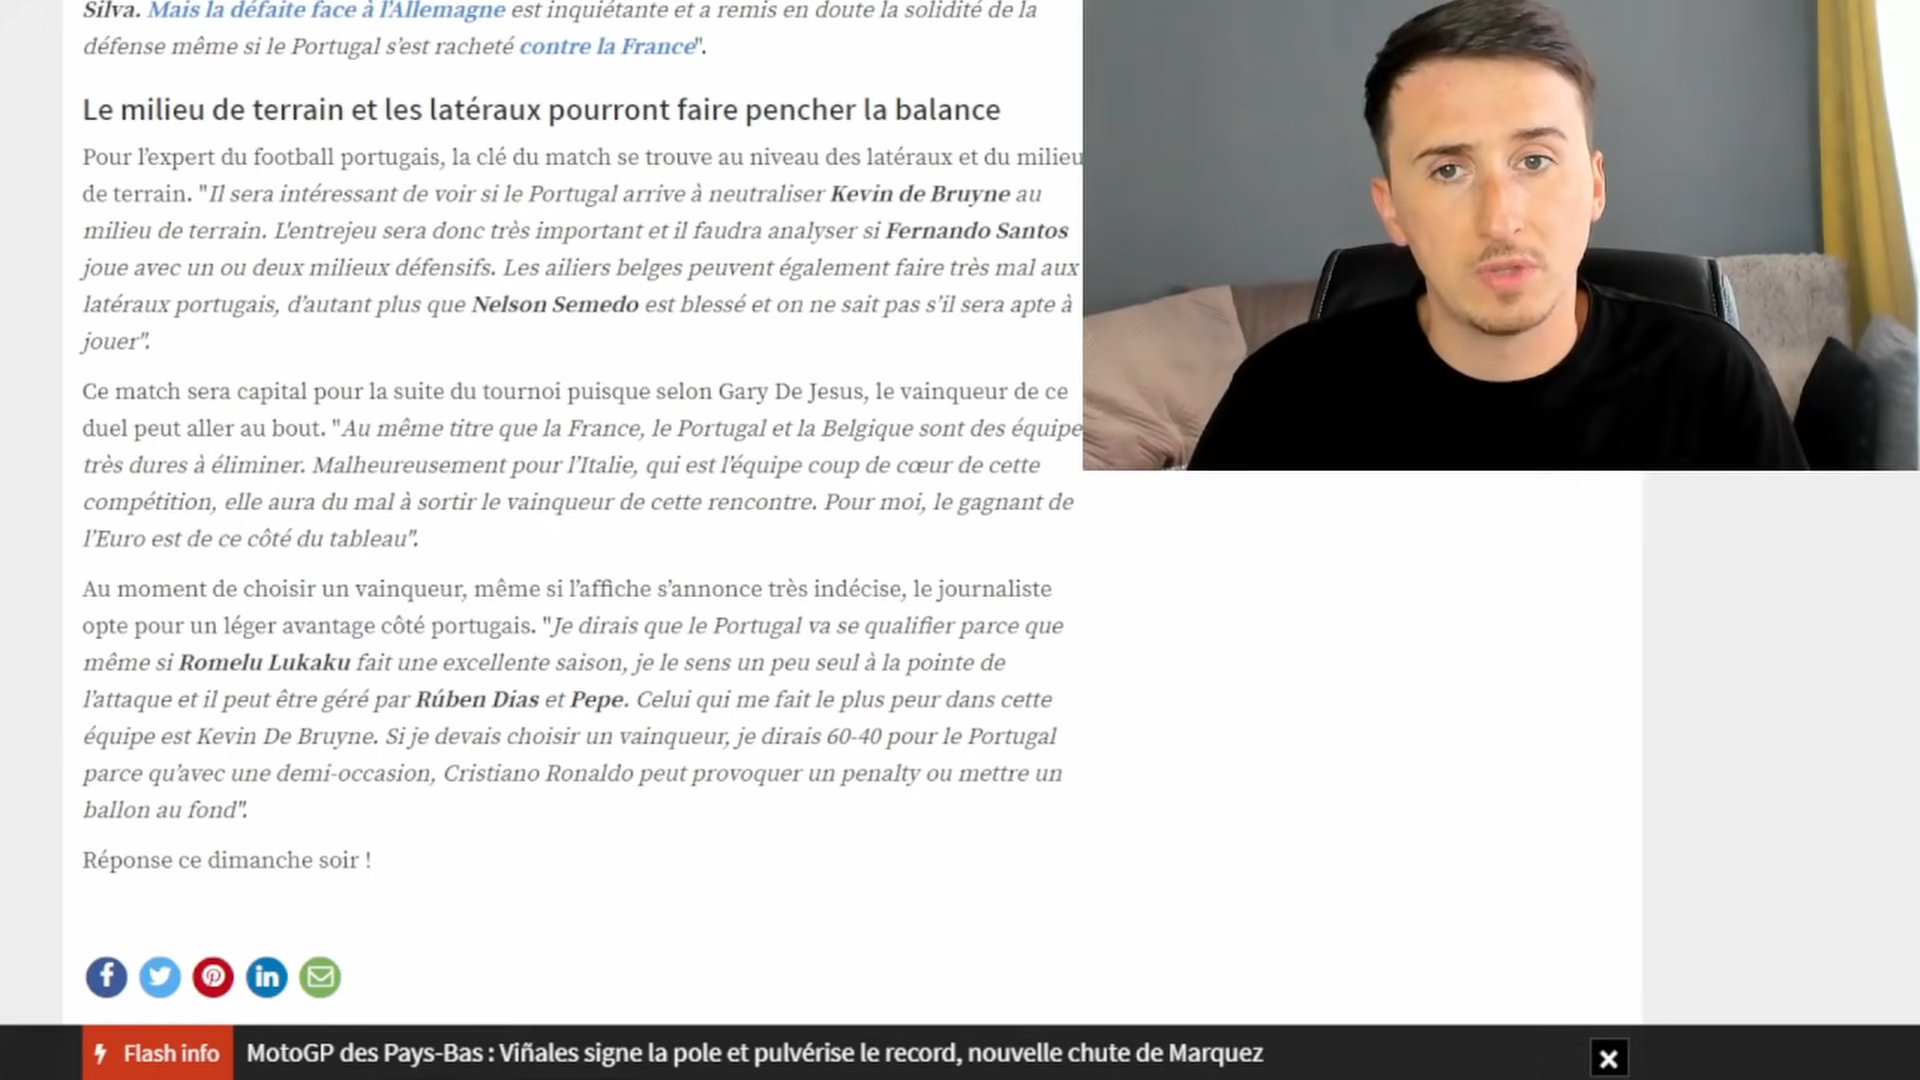 Silva. Mais la défaite face à l'Allemagne est inquiétante et a remis en doute la solidité de la
défense même si le Portugal s'est racheté contre la France".
Le milieu de terrain et les latéraux pourront faire pencher la balance
Pour l'expert du football portugais, la clé du match se trouve au niveau des latéraux et du milieu
de terrain. "Il sera intéressant de voir si le Portugal arrive à neutraliser Kevin de Bruyne au
milieu de terrain. L'entrejeu sera donc très important et il faudra analyser si Fernando Santos
joue avec un ou deux milieux défensifs. Les ailiers belges peuvent également faire très mal aux
latéraux portugais, d'autant plus que Nelson Semedo est blessé et on ne sait pas s'il sera apte à
jouer".
Ce match sera capital pour la suite du tournoi puisque selon Gary De Jesus, le vainqueur de ce
duel peut aller au bout. "Au même titre que la France, le Portugal et la Belgique sont des équipe
très dures à éliminer. Malheureusement pour l'Italie, qui est l'équipe coup de cœur de cette
compétition, elle aura du mal à sortir le vainqueur de cette rencontre. Pour moi, le gagnant de
l'Euro est de ce côté du tableau".
Au moment de choisir un vainqueur, même si l'affiche s'annonce très indécise, le journaliste
opte pour un léger avantage côté portugais. "Je dirais que le Portugal va se qualifier parce que
même si Romelu Lukaku fait une excellente saison, je le sens un peu seul à la pointe de
l'attaque et il peut être géré par Rúben Dias et Pepe. Celui qui me fait le plus peur dans cette
équipe est Kevin De Bruyne. Si je devais choisir un vainqueur, je dirais 60-40 pour le Portugal
parce qu'avec une demi-occasion, Cristiano Ronaldo peut provoquer un penalty ou mettre un
ballon au fond".
Réponse ce dimanche soir !
Flash info MotoGP des Pays-Bas : Viñales signe la pole et pulvérise le record, nouvelle chute de Marquez